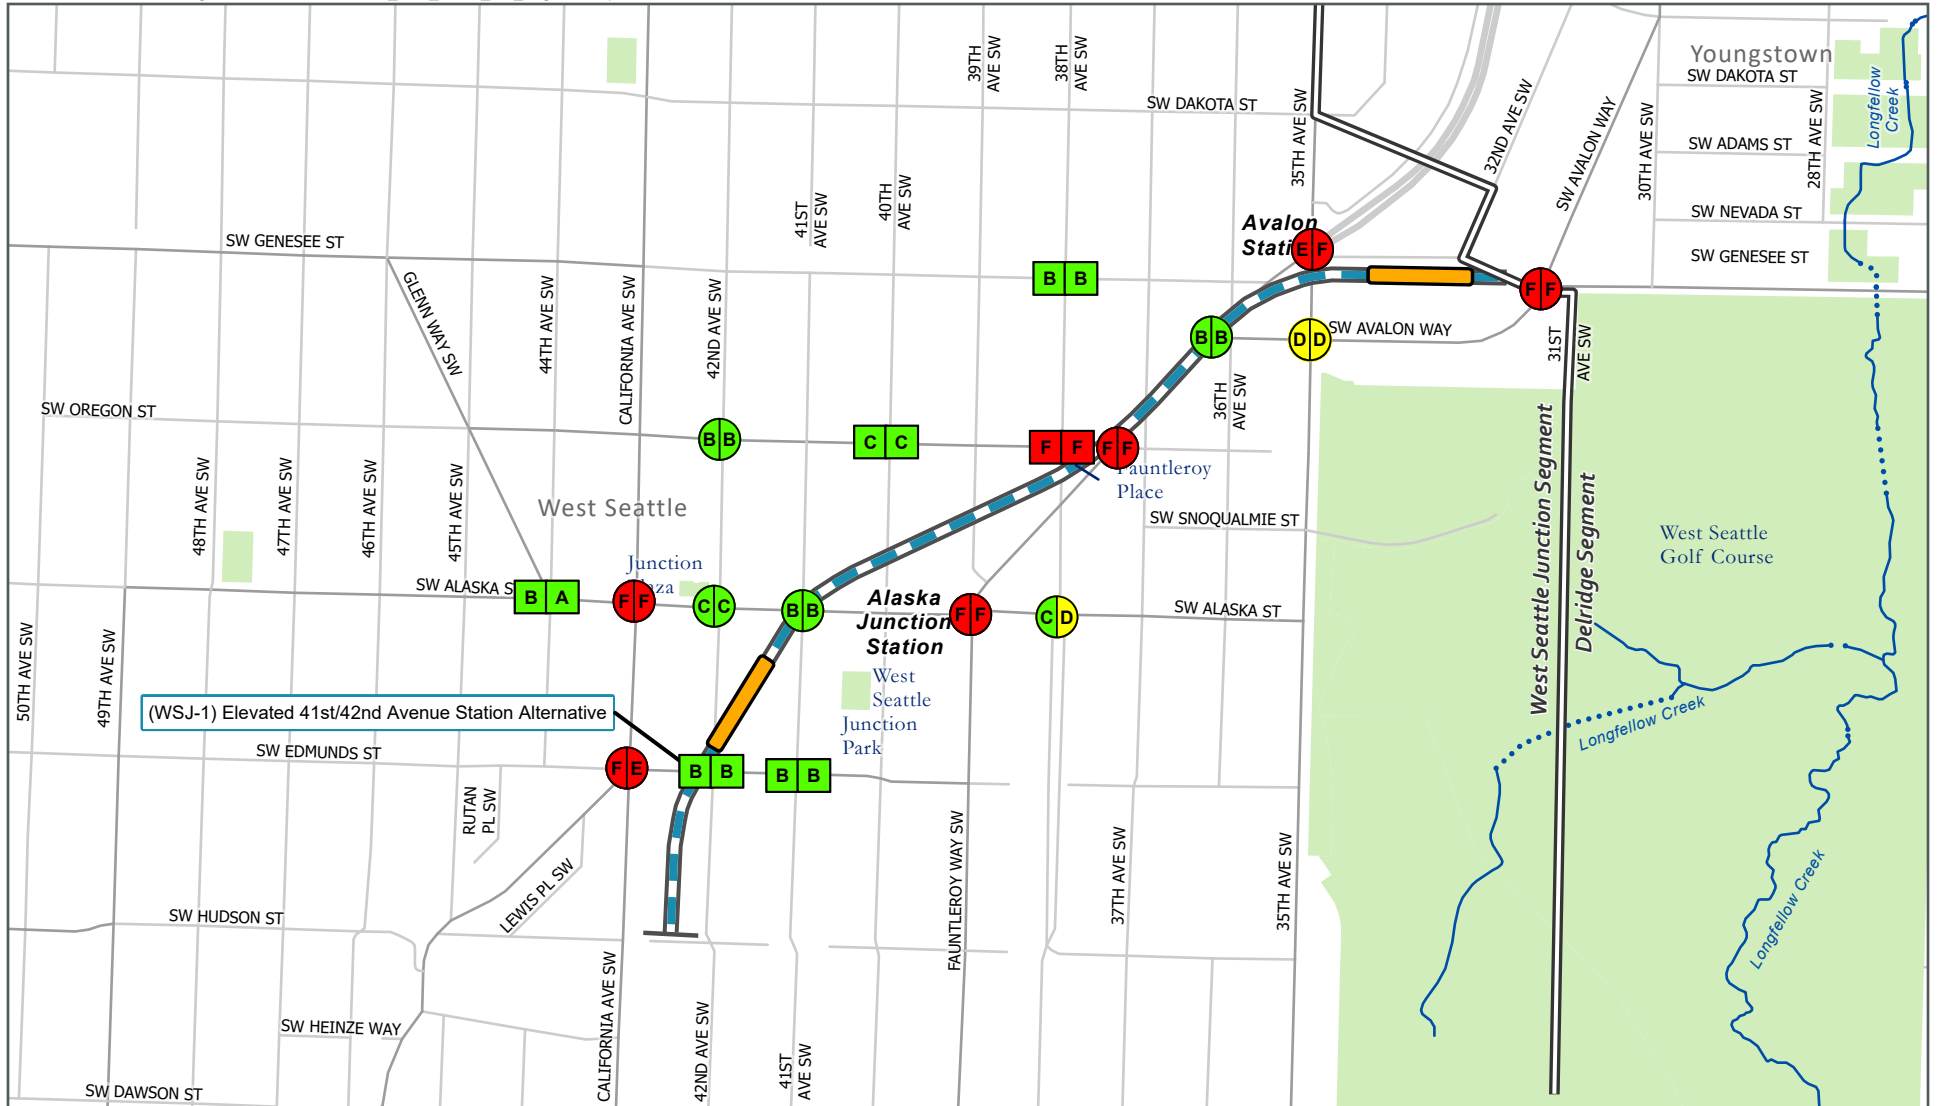 Youngstown
SW DAKOTA ST
SW DAKOTA ST
39TH
AVE SW
38TH
AVE SW
35TH AVE SW
32ND AVE SW
SW AVALON WAY
30TH AVE SW
28TH AVE SW
Longfellow
Creek
SW ADAMS ST
SW NEVADA ST
SW GENESEE ST
41ST
AVE SW
40TH
AVE SW
SW GENESEE ST
Avalon
E F
B B
F F
GLENN WAY SW
44TH AVE SW
CALIFORNIA AVE SW
42ND AVE SW
B B
D D
SW AVALON WAY
31ST
AVE SW
36TH
AVE SW
SW OREGON ST
B B
C C
F F
F F
Fauntleroy
Place
48TH AVE SW
47TH AVE SW
46TH AVE SW
45TH AVE SW
West Seattle
SW SNOQUALMIE ST
West Seattle Junction Segment
Delridge Segment
West Seattle
Golf Course
Junction
SW ALASKA S
B A
F F
C C
B B
Alaska
Junction
Station
F F
C D
SW ALASKA ST
50TH AVE SW
49TH AVE SW
West
Seattle
Junction
Park
(WSJ-1) Elevated 41st/42nd Avenue Station Alternative
Longfellow Creek
SW EDMUNDS ST
F E
B B
B B
RUTAN
PL SW
LEWIS PL SW
FAUNTLEROY WAY SW
37TH AVE SW
35TH AVE SW
Longfellow Creek
SW HUDSON ST
SW HEINZE WAY
CALIFORNIA AVE SW
42ND AVE SW
41ST
AVE SW
SW DAWSON ST